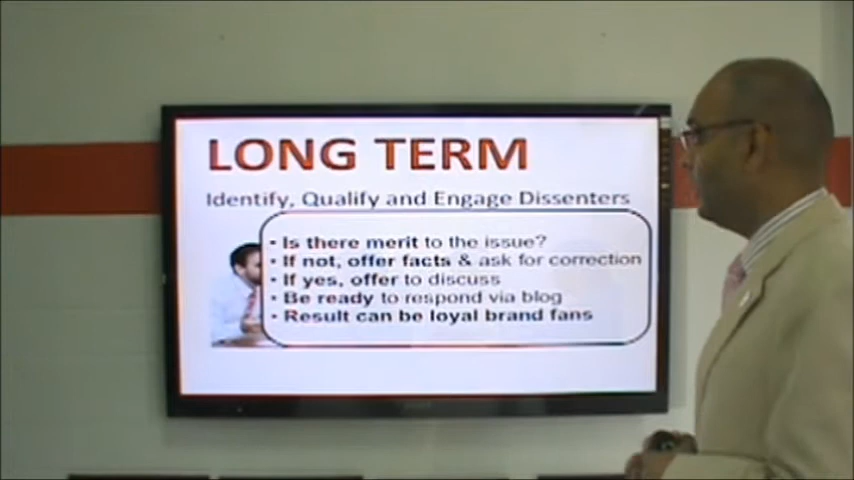 LONG TERM
Identify, Qualify and Engage Dissenters
• Is there merit to the issue?
• If not, offer facts & ask for correction
• If yes, offer to discuss
• Be ready to respond via blog
• Result can be loyal brand fans